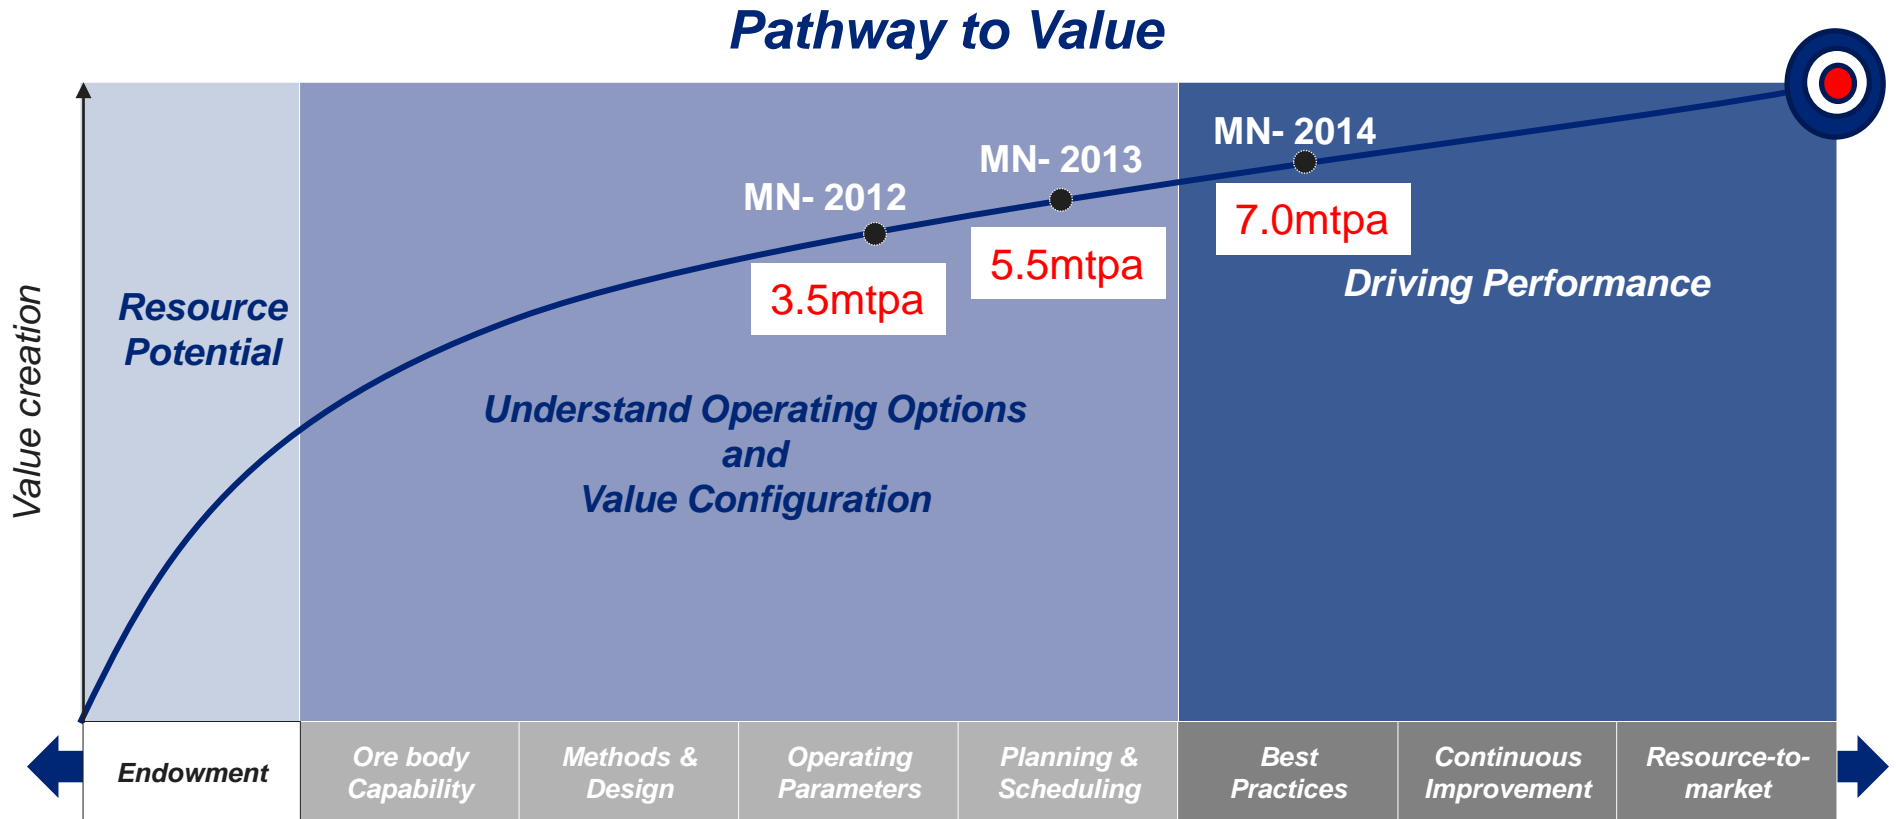 Pathway to Value
MN- 2014
MN- 2013
MN- 2012
7.0mtpa
5.5mtpa
3.5mtpa
Driving Performance
Resource
Potential
Value creation
Understand Operating Options
and
Value Configuration
Endowment
Ore body
Capability
Methods &
Design
Operating
Parameters
Planning &
Scheduling
Best
Practices
Continuous
Improvement
Resource-to-
market